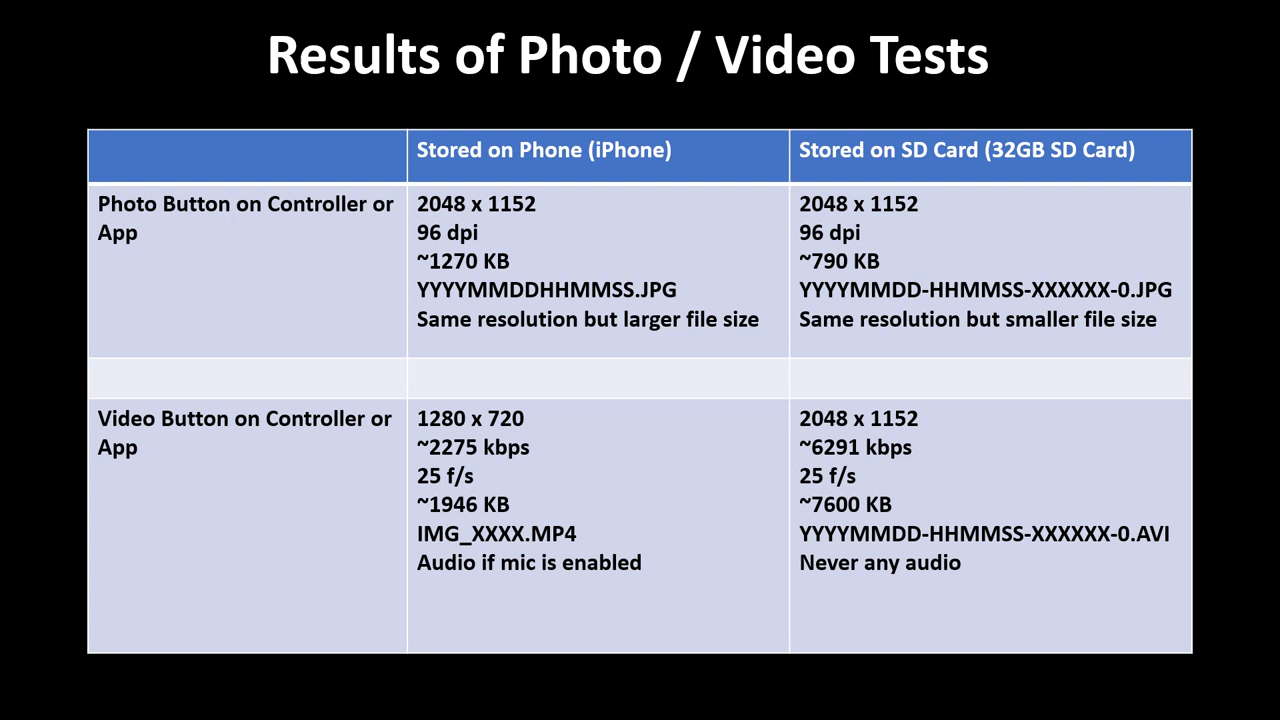 Results of Photo / Video Tests
Stored on Phone (iPhone)
Stored on SD Card (32GB SD Card)
Photo Button on Controller or
App
2048 x 1152
96 dpi
~1270 KB
YYYYMMDDHHMMSS.JPG
Same resolution but larger file size
2048 x 1152
96 dpi
~790 KB
YYYYMMDD-HHMMSS-XXXXXX-0.JPG
Same resolution but smaller file size
Video Button on Controller or
App
1280 x 720
~2275 kbps
25 f/s
~1946 KB
IMG_XXXX.MP4
Audio if mic is enabled
2048 x 1152
~6291 kbps
25 f/s
~7600 KB
YYYYMMDD-HHMMSS-XXXXXX-0.AVI
Never any audio